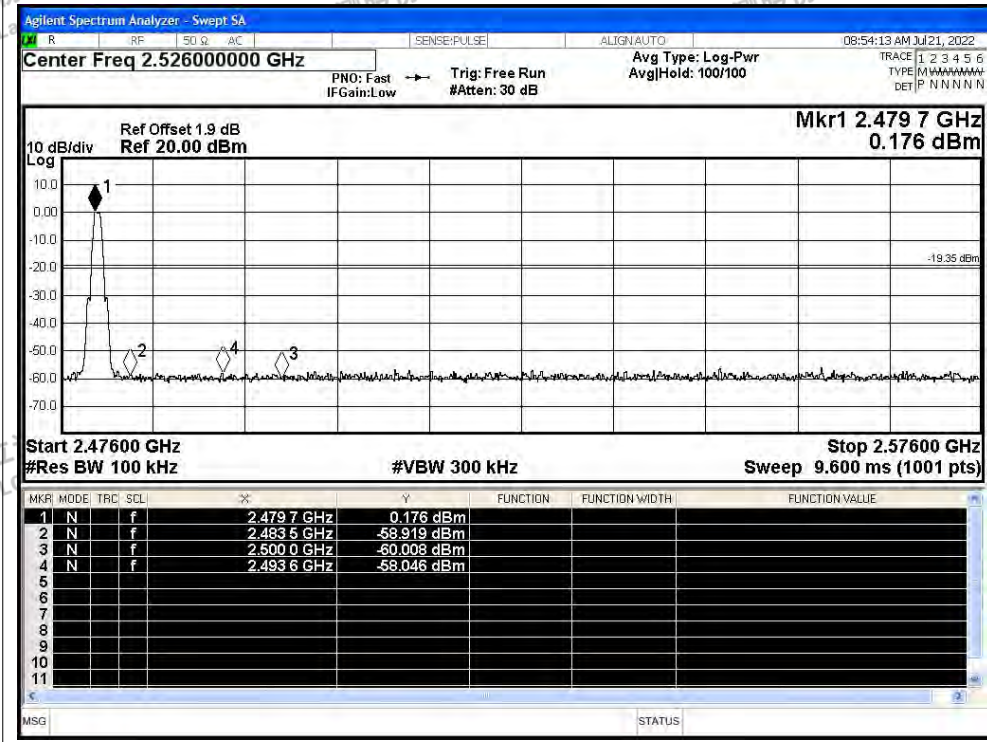 Agilent Spectrum Analyzer - Swept SA
R RF 50 Ω AC SENSE:PULSE ALIGN AUTO 08:54:13 AM Jul 21, 2022
Center Freq 2.526000000 GHz Avg Type: Log-Pwr TRACE 1 2 3 4 5 6
PNO: Fast Trig: Free Run Avg|Hold: 100/100 TYPE M W W W W W
IFGain:Low #Atten: 30 dB DET P N N N N N
Mkr1 2.479 7 GHz
Ref Offset 1.9 dB
10 dB/div Ref 20.00 dBm 0.176 dBm
Log
10.0
1
0.00
-10.0
-20.0
-19.35 dBm
-30.0
-40.0
-50.0
2 4 3
-60.0
-70.0
Start 2.47600 GHz Stop 2.57600 GHz
#Res BW 100 kHz #VBW 300 kHz Sweep 9.600 ms (1001 pts)
MKR MODE TRC SCL X Y FUNCTION FUNCTION WIDTH FUNCTION VALUE
1 N f 2.479 7 GHz 0.176 dBm
2 N f 2.483 5 GHz -58.919 dBm
3 N f 2.500 0 GHz -60.008 dBm
4 N f 2.493 6 GHz -58.046 dBm
5
6
7
8
9
10
11
MSG STATUS